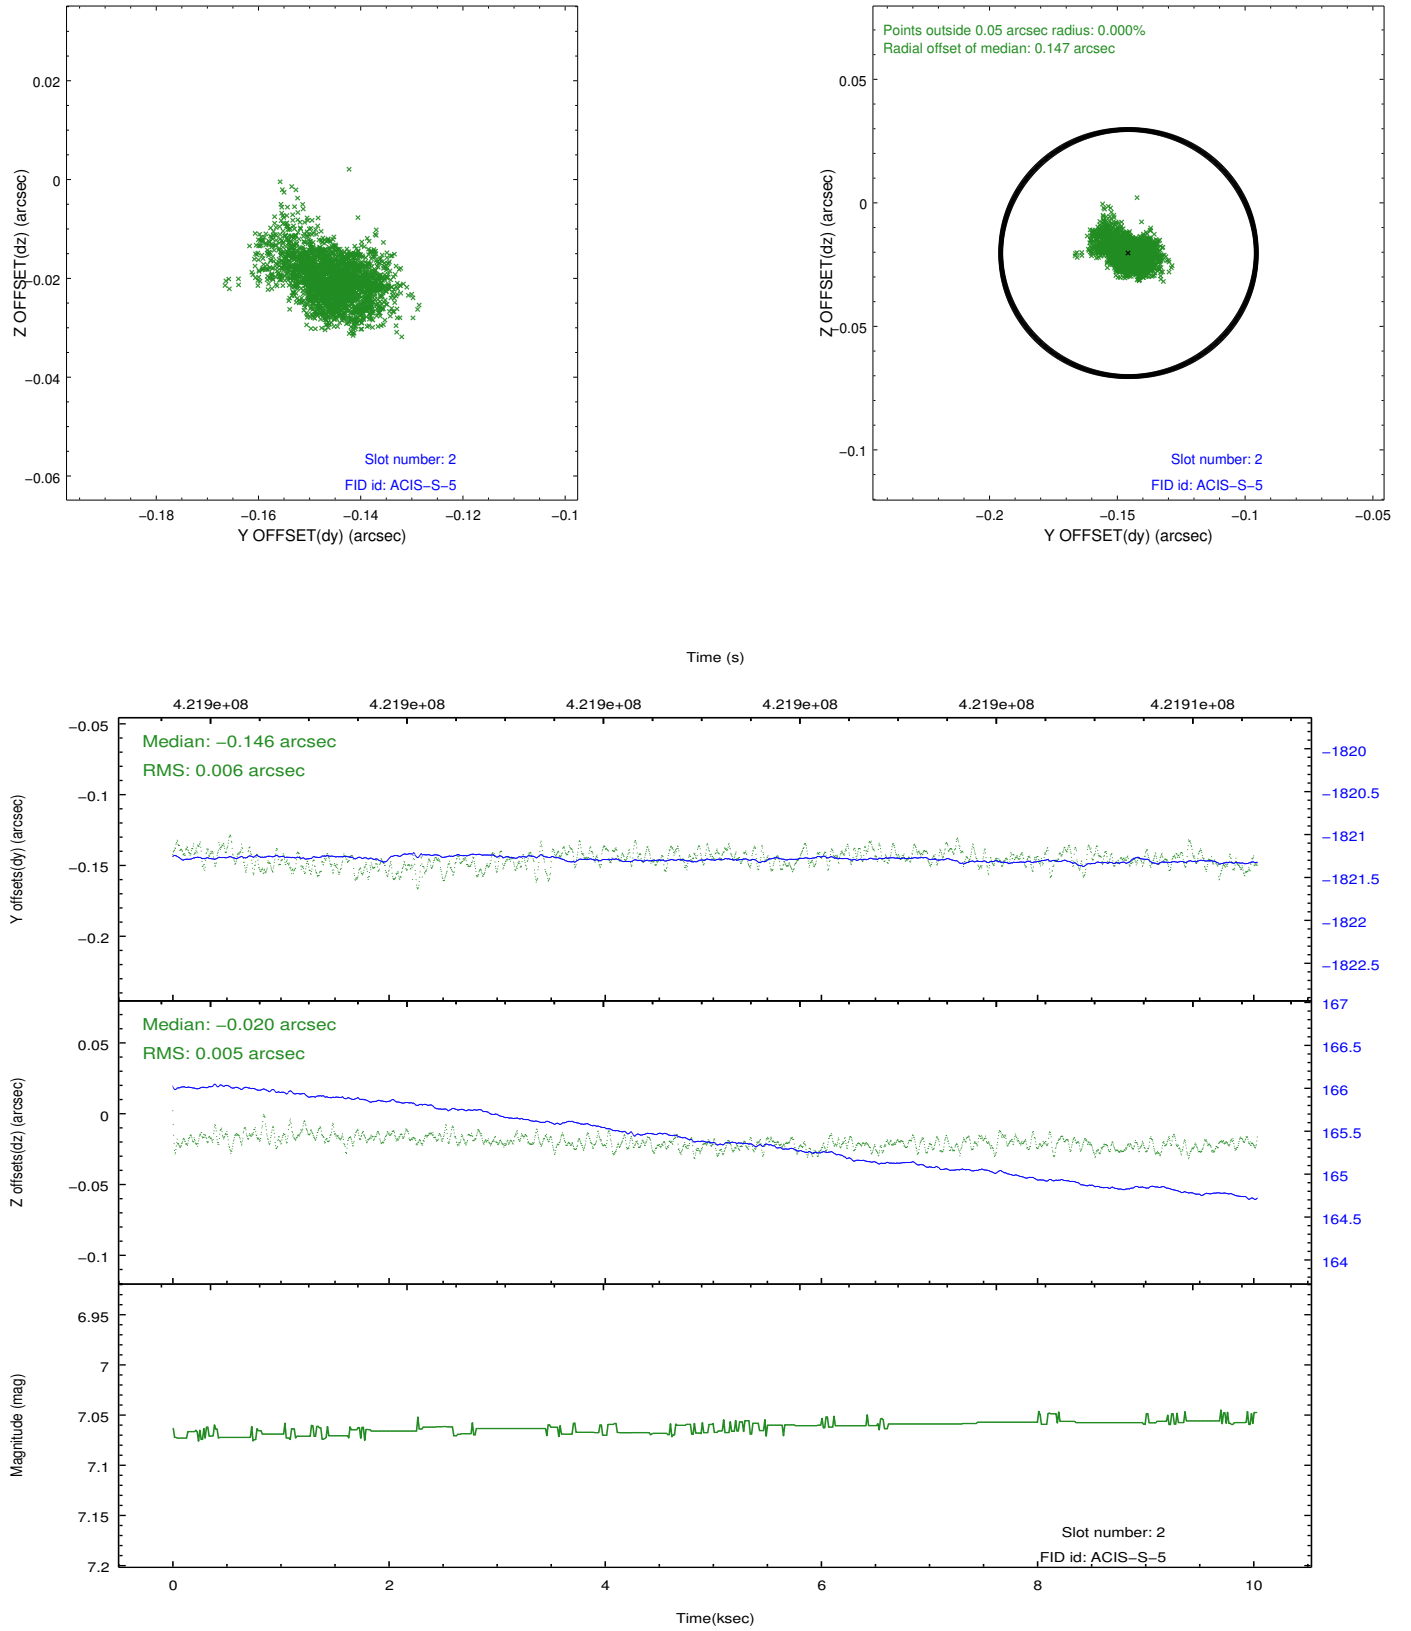 0.02
0
−0.02
−0.04
−0.06
Z OFFSET(dz) (arcsec)
Slot number: 2
FID id: ACIS−S−5
−0.18
−0.16
−0.14
−0.12
−0.1
Y OFFSET(dy) (arcsec)
Points outside 0.05 arcsec radius: 0.000%
Radial offset of median: 0.147 arcsec
0.05
0
−0.05
−0.1
Z OFFSET(dz) (arcsec)
Slot number: 2
FID id: ACIS−S−5
−0.2
−0.15
−0.1
−0.05
Y OFFSET(dy) (arcsec)
Time (s)
4.219e+08
4.219e+08
4.219e+08
4.219e+08
4.219e+08
4.2191e+08
Median: −0.146 arcsec
RMS: 0.006 arcsec
−0.05
−0.1
−0.15
−0.2
Y offsets(dy) (arcsec)
−1820
−1820.5
−1821
−1821.5
−1822
−1822.5
Median: −0.020 arcsec
RMS: 0.005 arcsec
0.05
0
−0.05
−0.1
Z offsets(dz) (arcsec)
167
166.5
166
165.5
165
164.5
164
6.95
7
7.05
7.1
7.15
7.2
Magnitude (mag)
Slot number: 2
FID id: ACIS−S−5
0
2
4
6
8
10
Time(ksec)